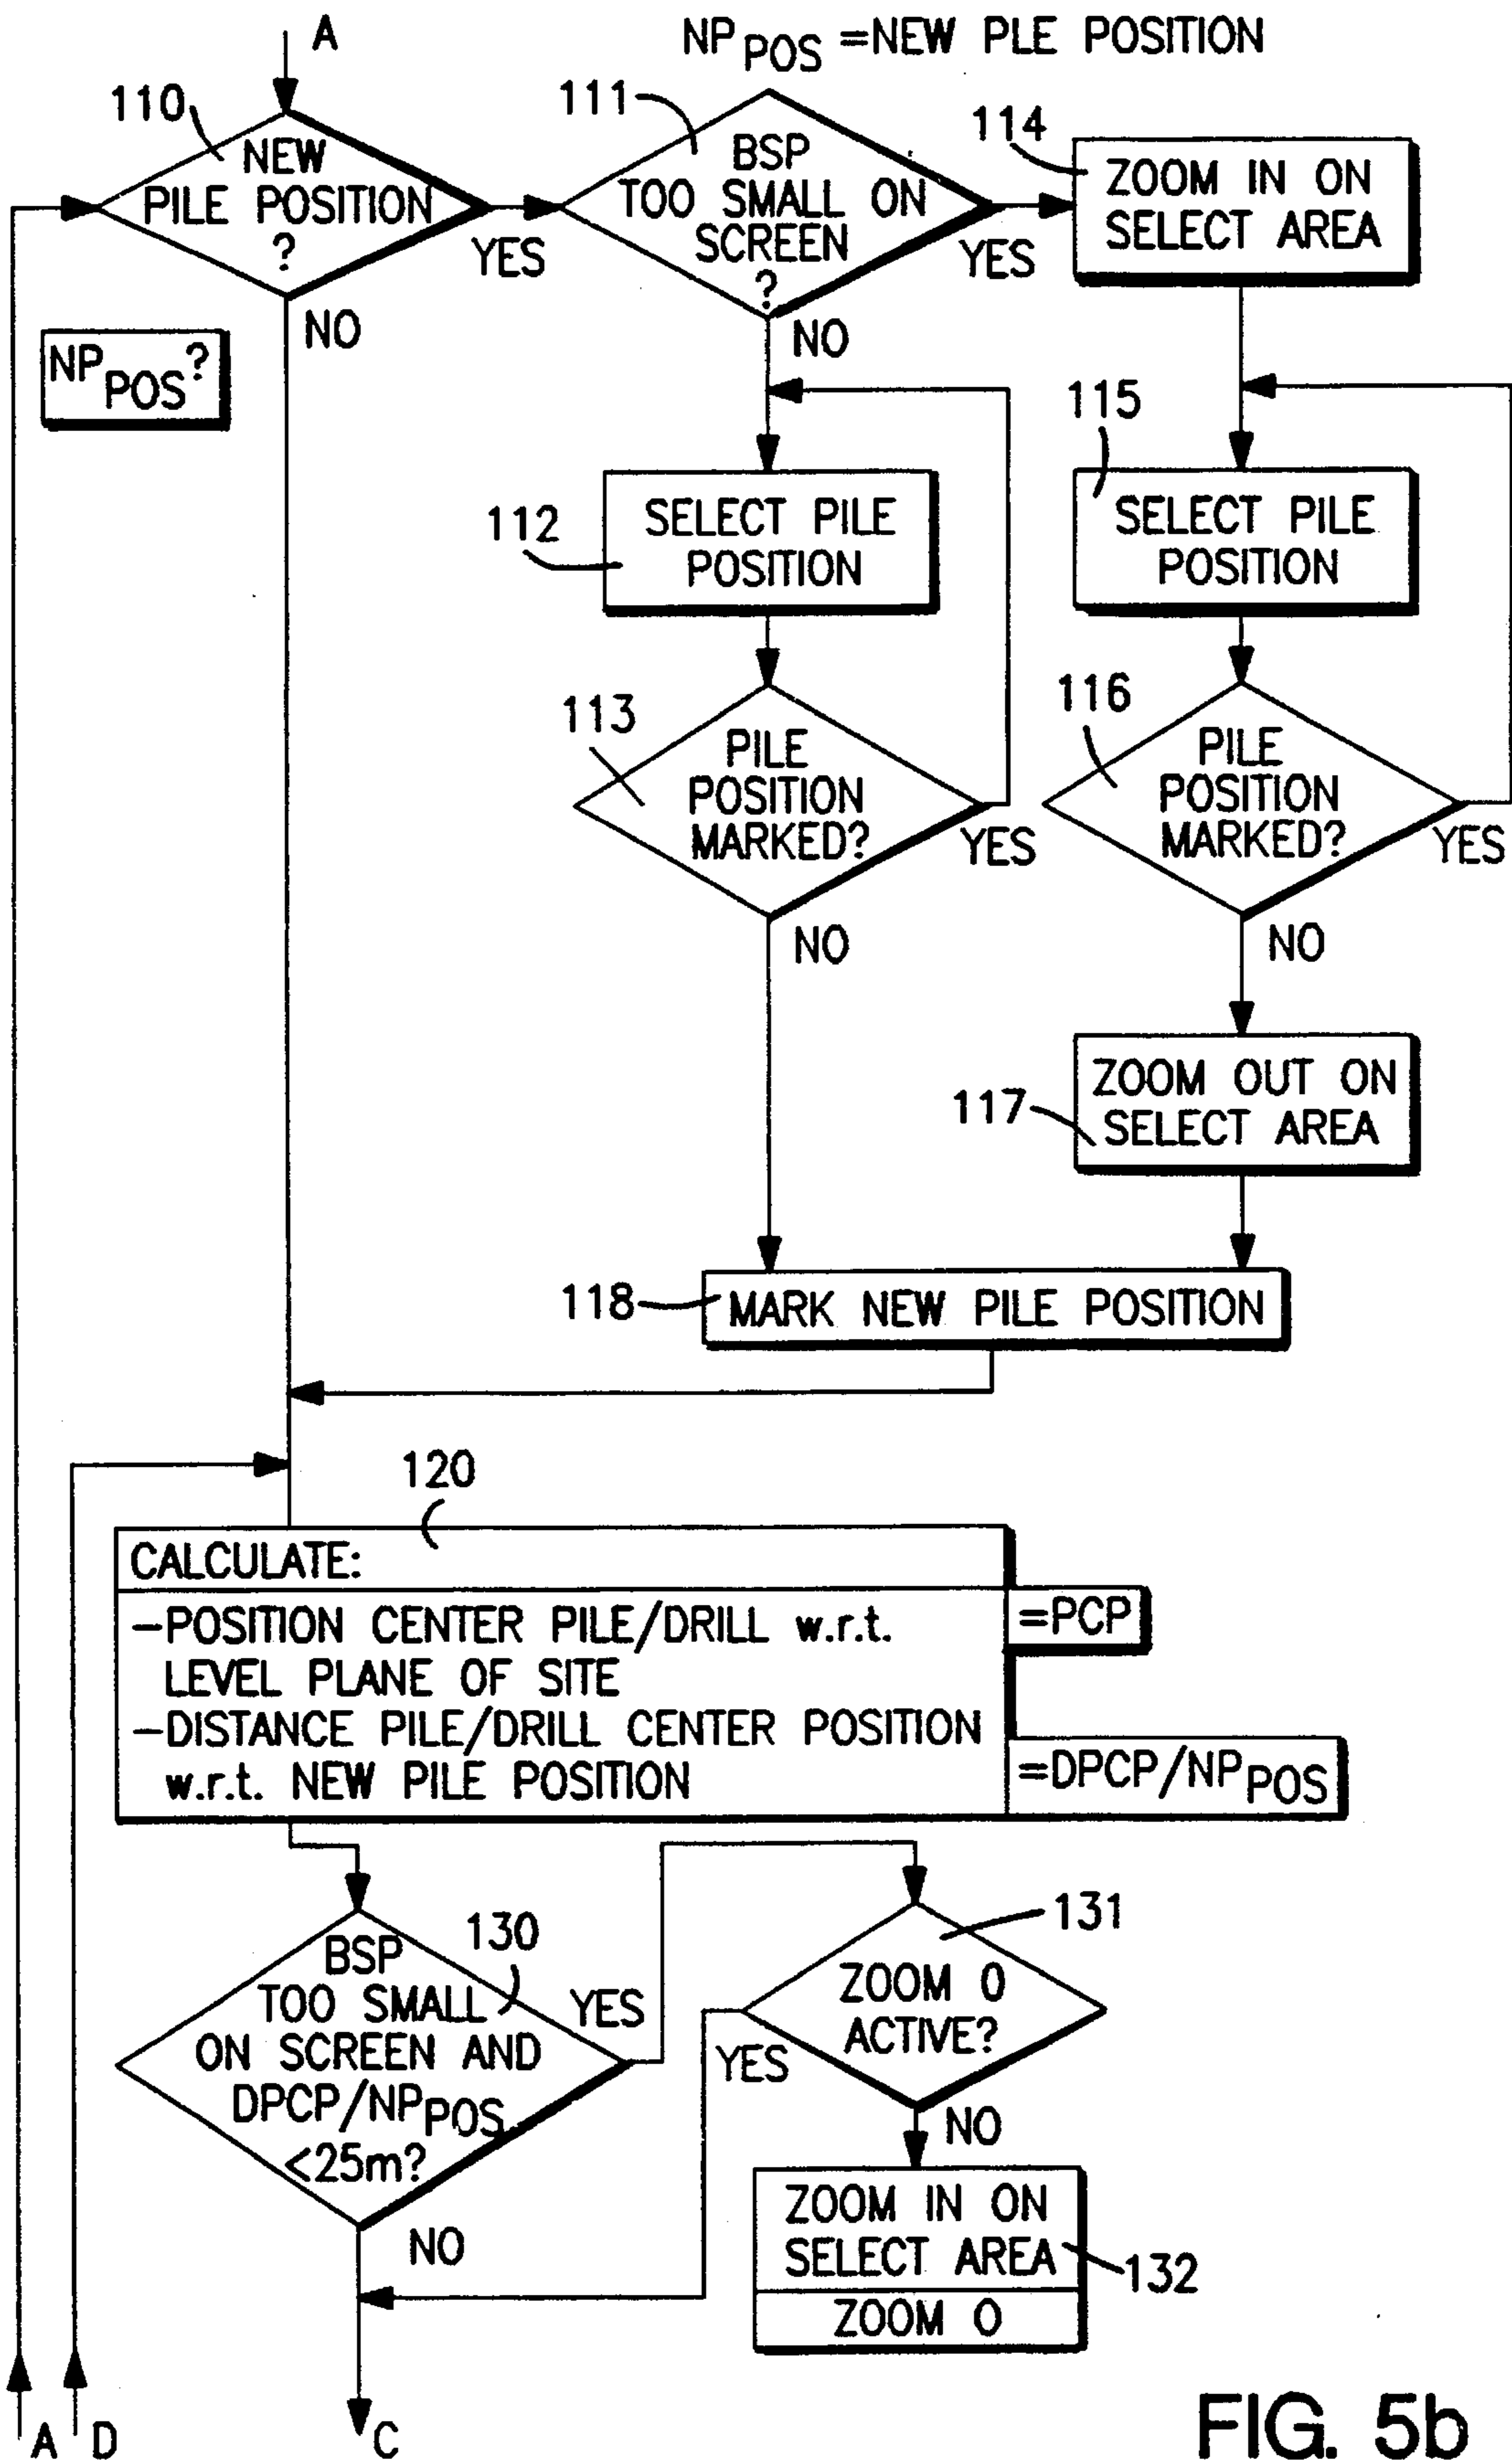 A
NP POS =NEW PLE POSITION
110
NEW
PILE POSITION
?
YES
NO
111
BSP
TOO SMALL ON
SCREEN
?
YES
NO
114
ZOOM IN ON
SELECT AREA
NP POS?
112
SELECT PILE
POSITION
115
SELECT PILE
POSITION
113
PILE
POSITION
MARKED?
YES
NO
116
PILE
POSITION
MARKED?
YES
NO
117
ZOOM OUT ON
SELECT AREA
118
MARK NEW PILE POSITION
120
CALCULATE:
-POSITION CENTER PILE/DRILL w.r.t.
LEVEL PLANE OF SITE
=PCP
-DISTANCE PILE/DRILL CENTER POSITION
w.r.t. NEW PILE POSITION
=DPCP/NP POS
130
BSP
TOO SMALL
ON SCREEN AND
DPCP/NP POS
<25m?
YES
NO
131
ZOOM 0
ACTIVE?
YES
NO
ZOOM IN ON
SELECT AREA
132
ZOOM 0
A
D
C
FIG. 5b